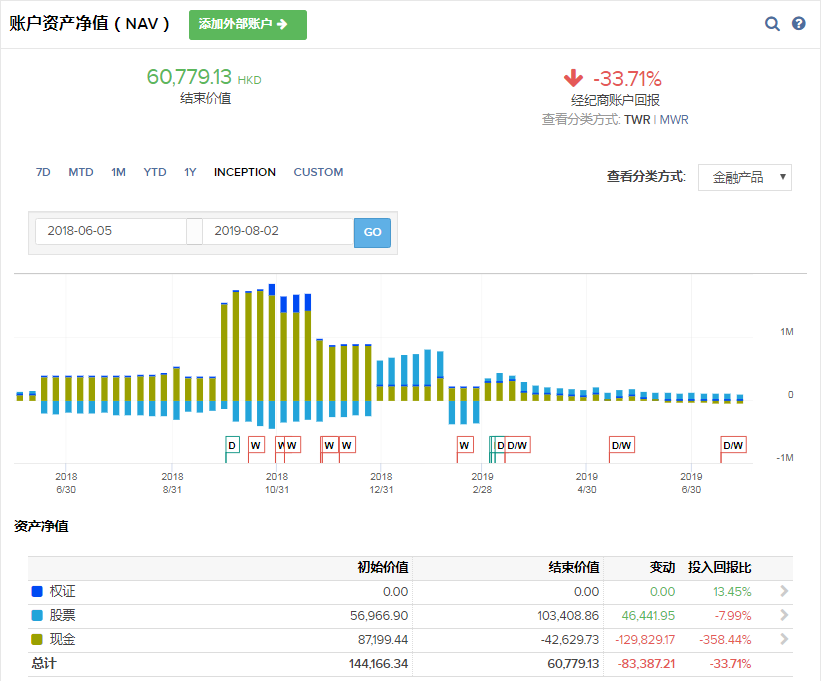 账户资产净值 ( NAV ) 添加外部账户
60,779.13 HKD
结束价值
-33.71%
经纪商账户回报
查看分类方式: TWR | MWR
7D MTD 1M YTD 1Y INCEPTION CUSTOM 查看分类方式: 金融产品
2018-06-05 2019-08-02 GO
1M
0
D W W W W W W D D/W D/W D/W
-1M
2018 2018 2018 2018 2019 2019 2019
6/30 8/31 10/31 12/31 2/28 4/30 6/30
资产净值
初始价值 结束价值 变动 投入回报比
权证 0.00 0.00 0.00 13.45%
股票 56,966.90 103,408.86 46,441.95 -7.99%
现金 87,199.44 -42,629.73 -129,829.17 -358.44%
总计 144,166.34 60,779.13 -83,387.21 -33.71%